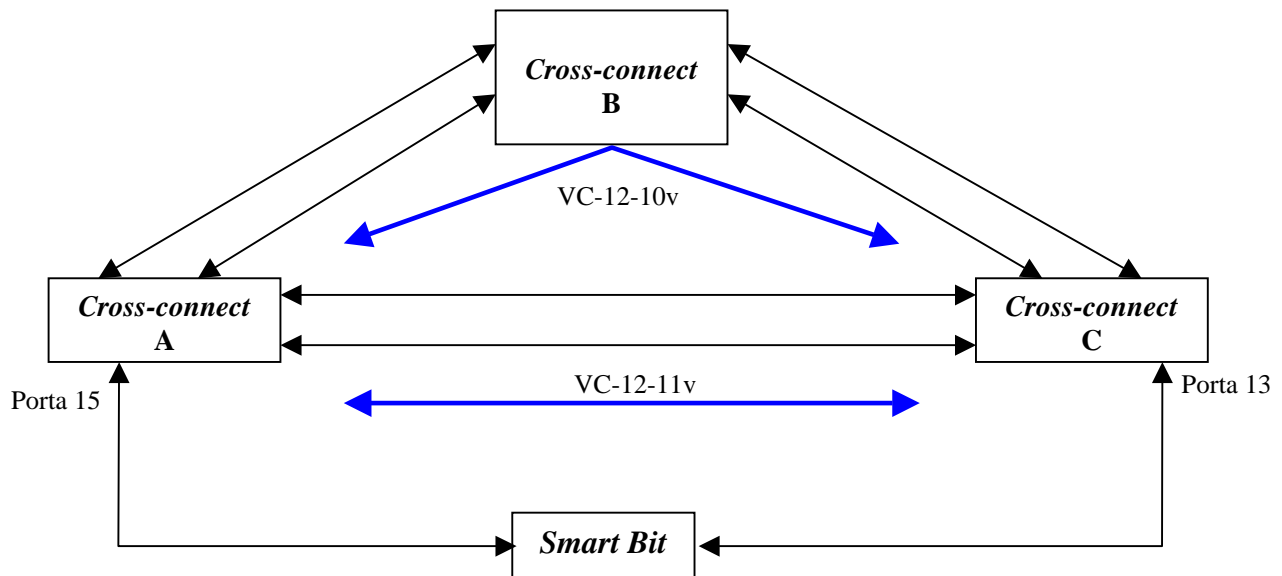 Cross-connect
B
VC-12-10v
Cross-connect
A
Cross-connect
C
Porta 15
VC-12-11v
Porta 13
Smart Bit